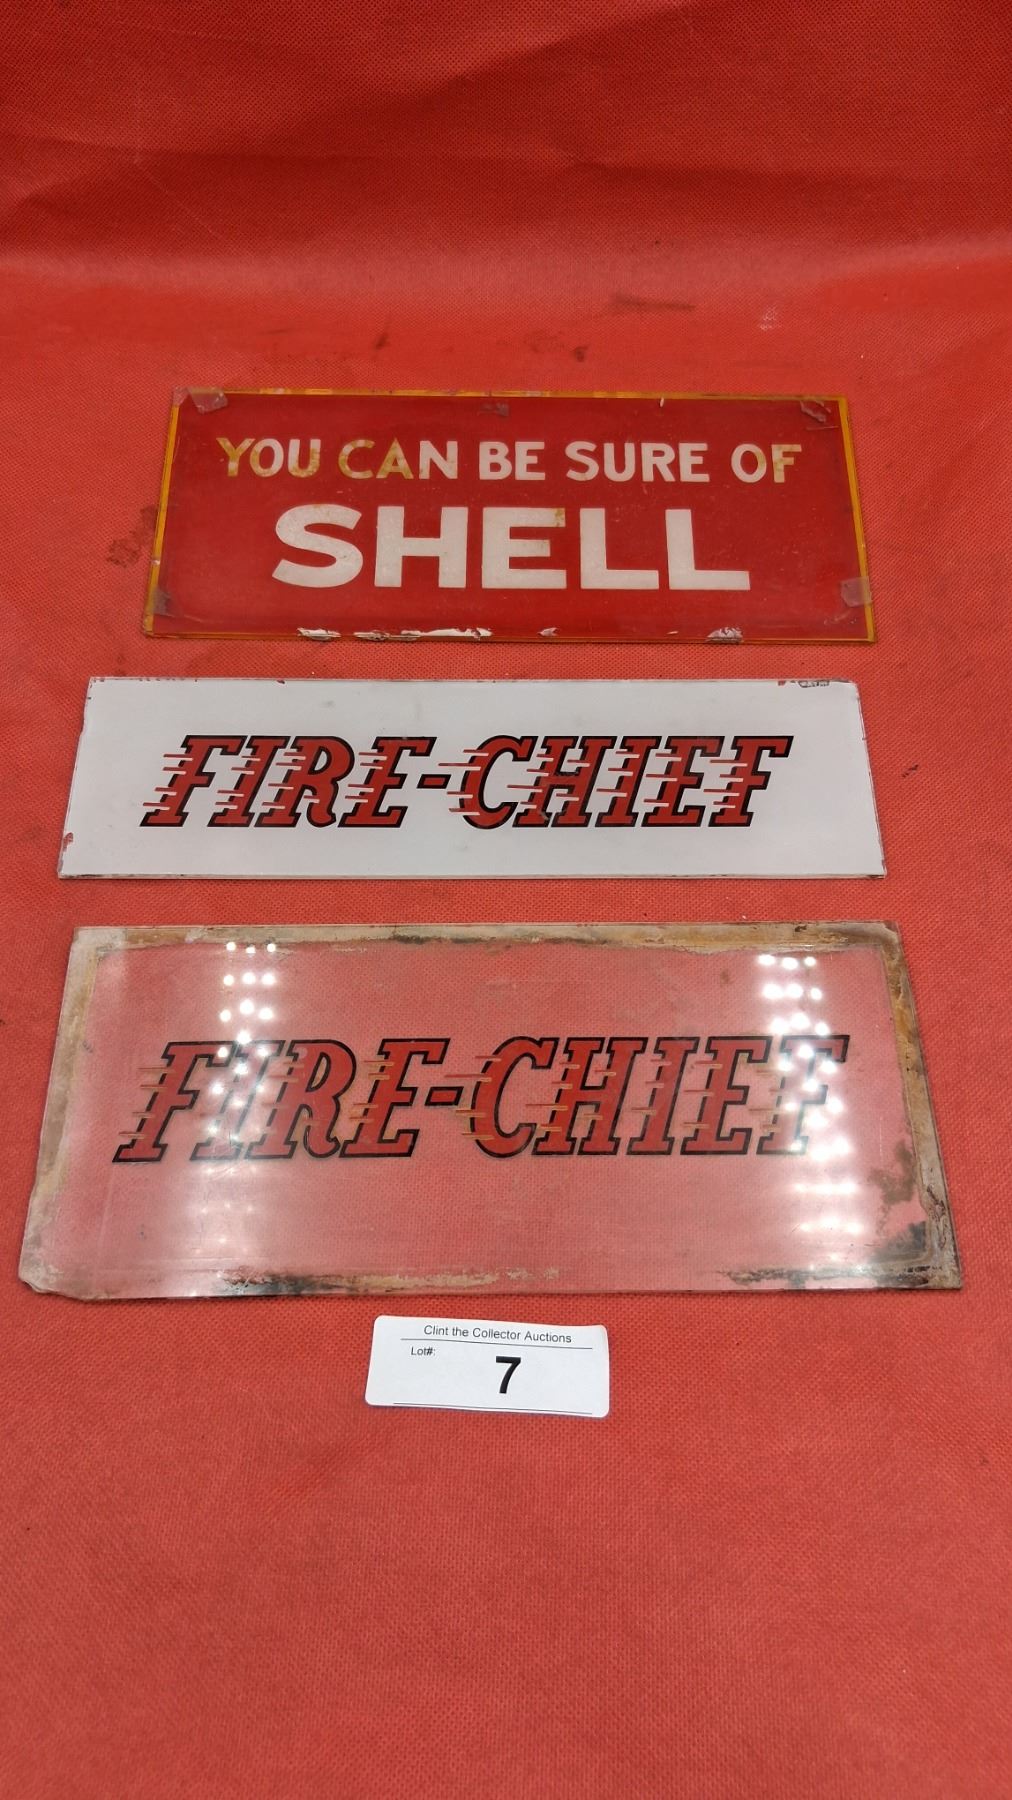 YOU CAN BE SURE OF
SHELL
FIRE-CHIEF
FIRE-CHIEF
Clint the Collector Auctions
Lot#:
7